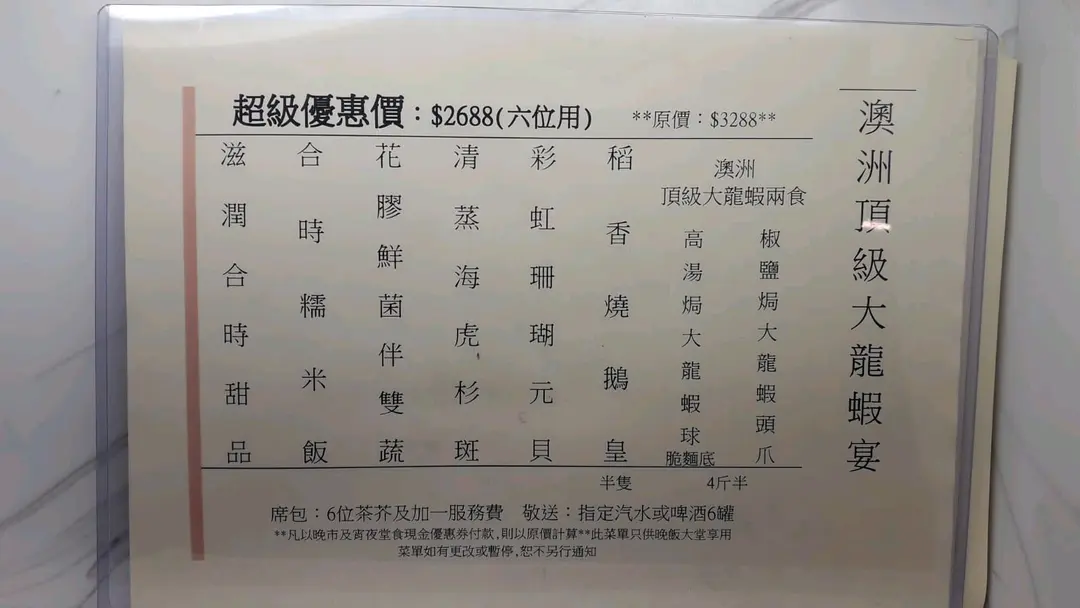 澳洲頂級大龍蝦宴
超級優惠價：$2688(六位用)
**原價：$3288**
澳洲
頂級大龍蝦兩食
椒鹽焗大龍蝦頭爪
高湯焗大龍蝦球
脆麵底
4斤半
稻香燒鵝皇
半隻
彩虹珊瑚元貝
清蒸海虎杉斑
花膠鮮菌伴雙蔬
合時糯米飯
滋潤合時甜品
席包：6位茶芥及加一服務費　敬送：指定汽水或啤酒6罐
**凡以晚市及宵夜堂食現金優惠券付款,則以原價計算**此菜單只供晚飯大堂享用
菜單如有更改或暫停,恕不另行通知